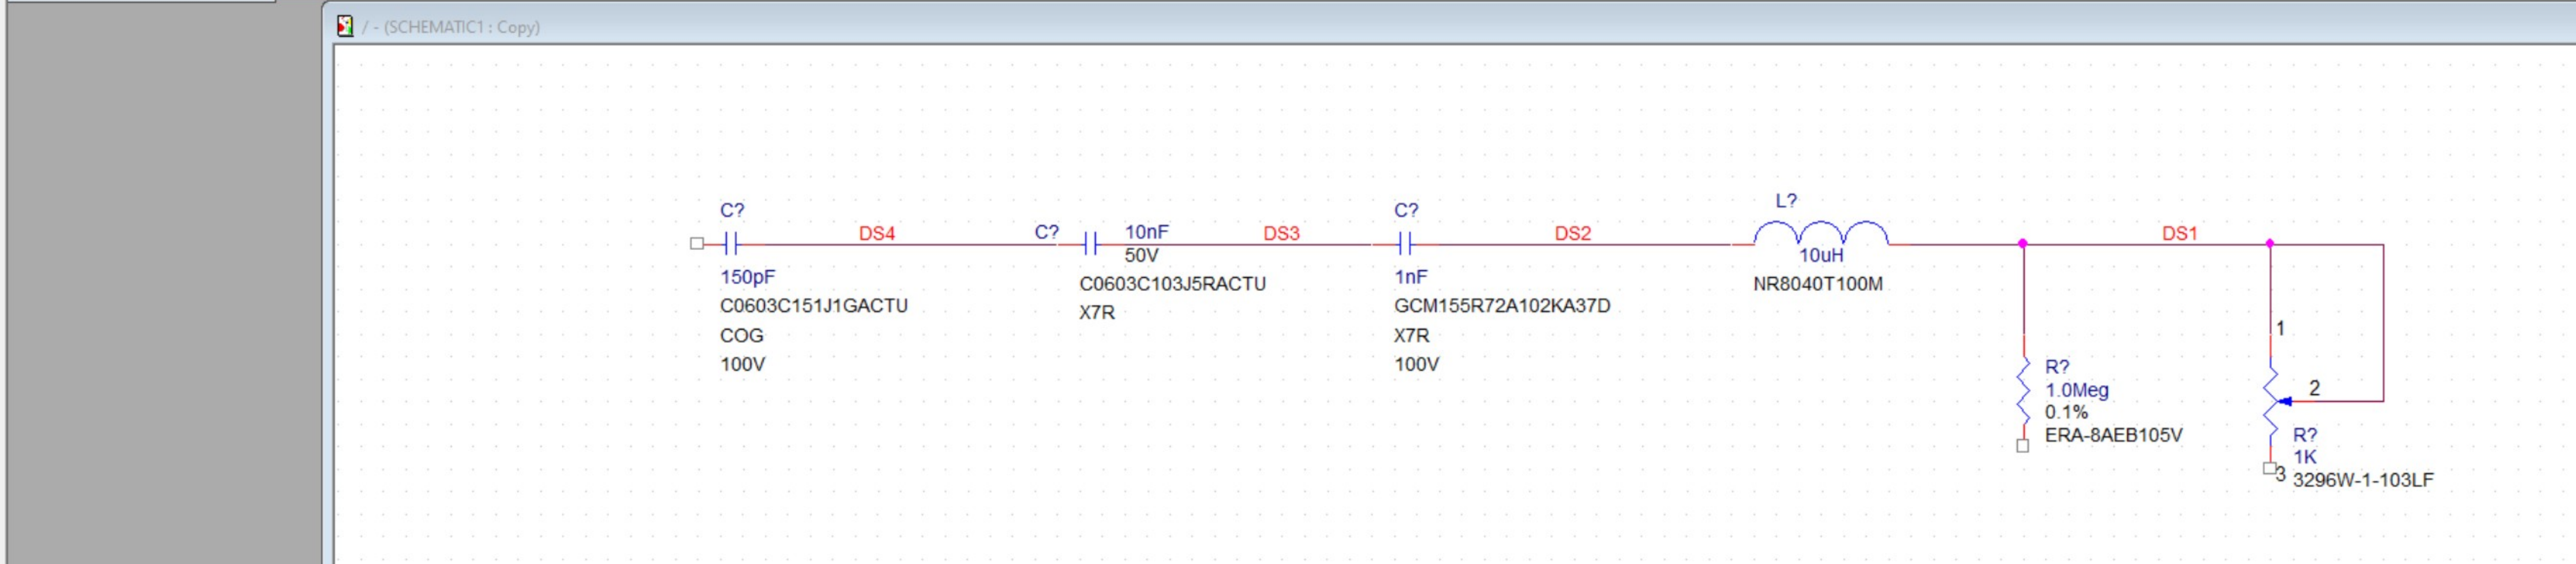 / - (SCHEMATIC1 : Copy)
C?
150pF
C0603C151J1GACTU
COG
100V
DS4
C?
10nF
50V
C0603C103J5RACTU
X7R
DS3
C?
1nF
GCM155R72A102KA37D
X7R
100V
DS2
L?
10uH
NR8040T100M
DS1
R?
1.0Meg
0.1%
ERA-8AEB105V
1
2
R?
1K
3
3296W-1-103LF